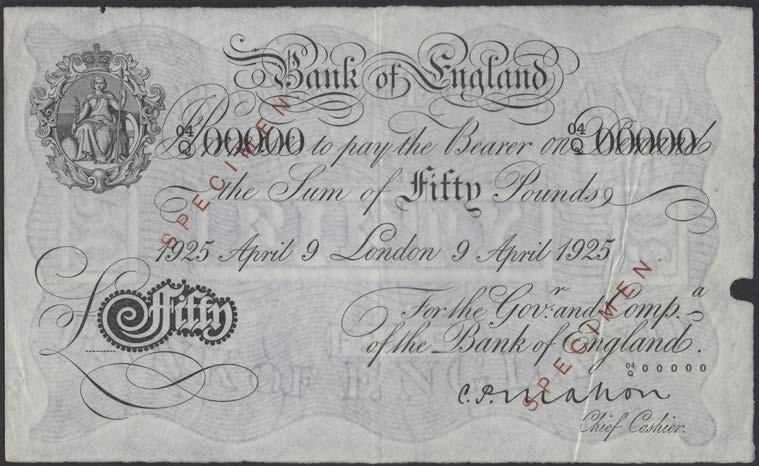 Bank of England
04/Q 00000 to pay the Bearer on 04/Q 00000
the Sum of Fifty Pounds
1925 April 9 London 9 April 1925
SPECIMEN
£ Fifty
For the Govr. and Compa.
of the Bank of England.
04/Q 00000
SPECIMEN
C. P. Mahon
Chief Cashier.